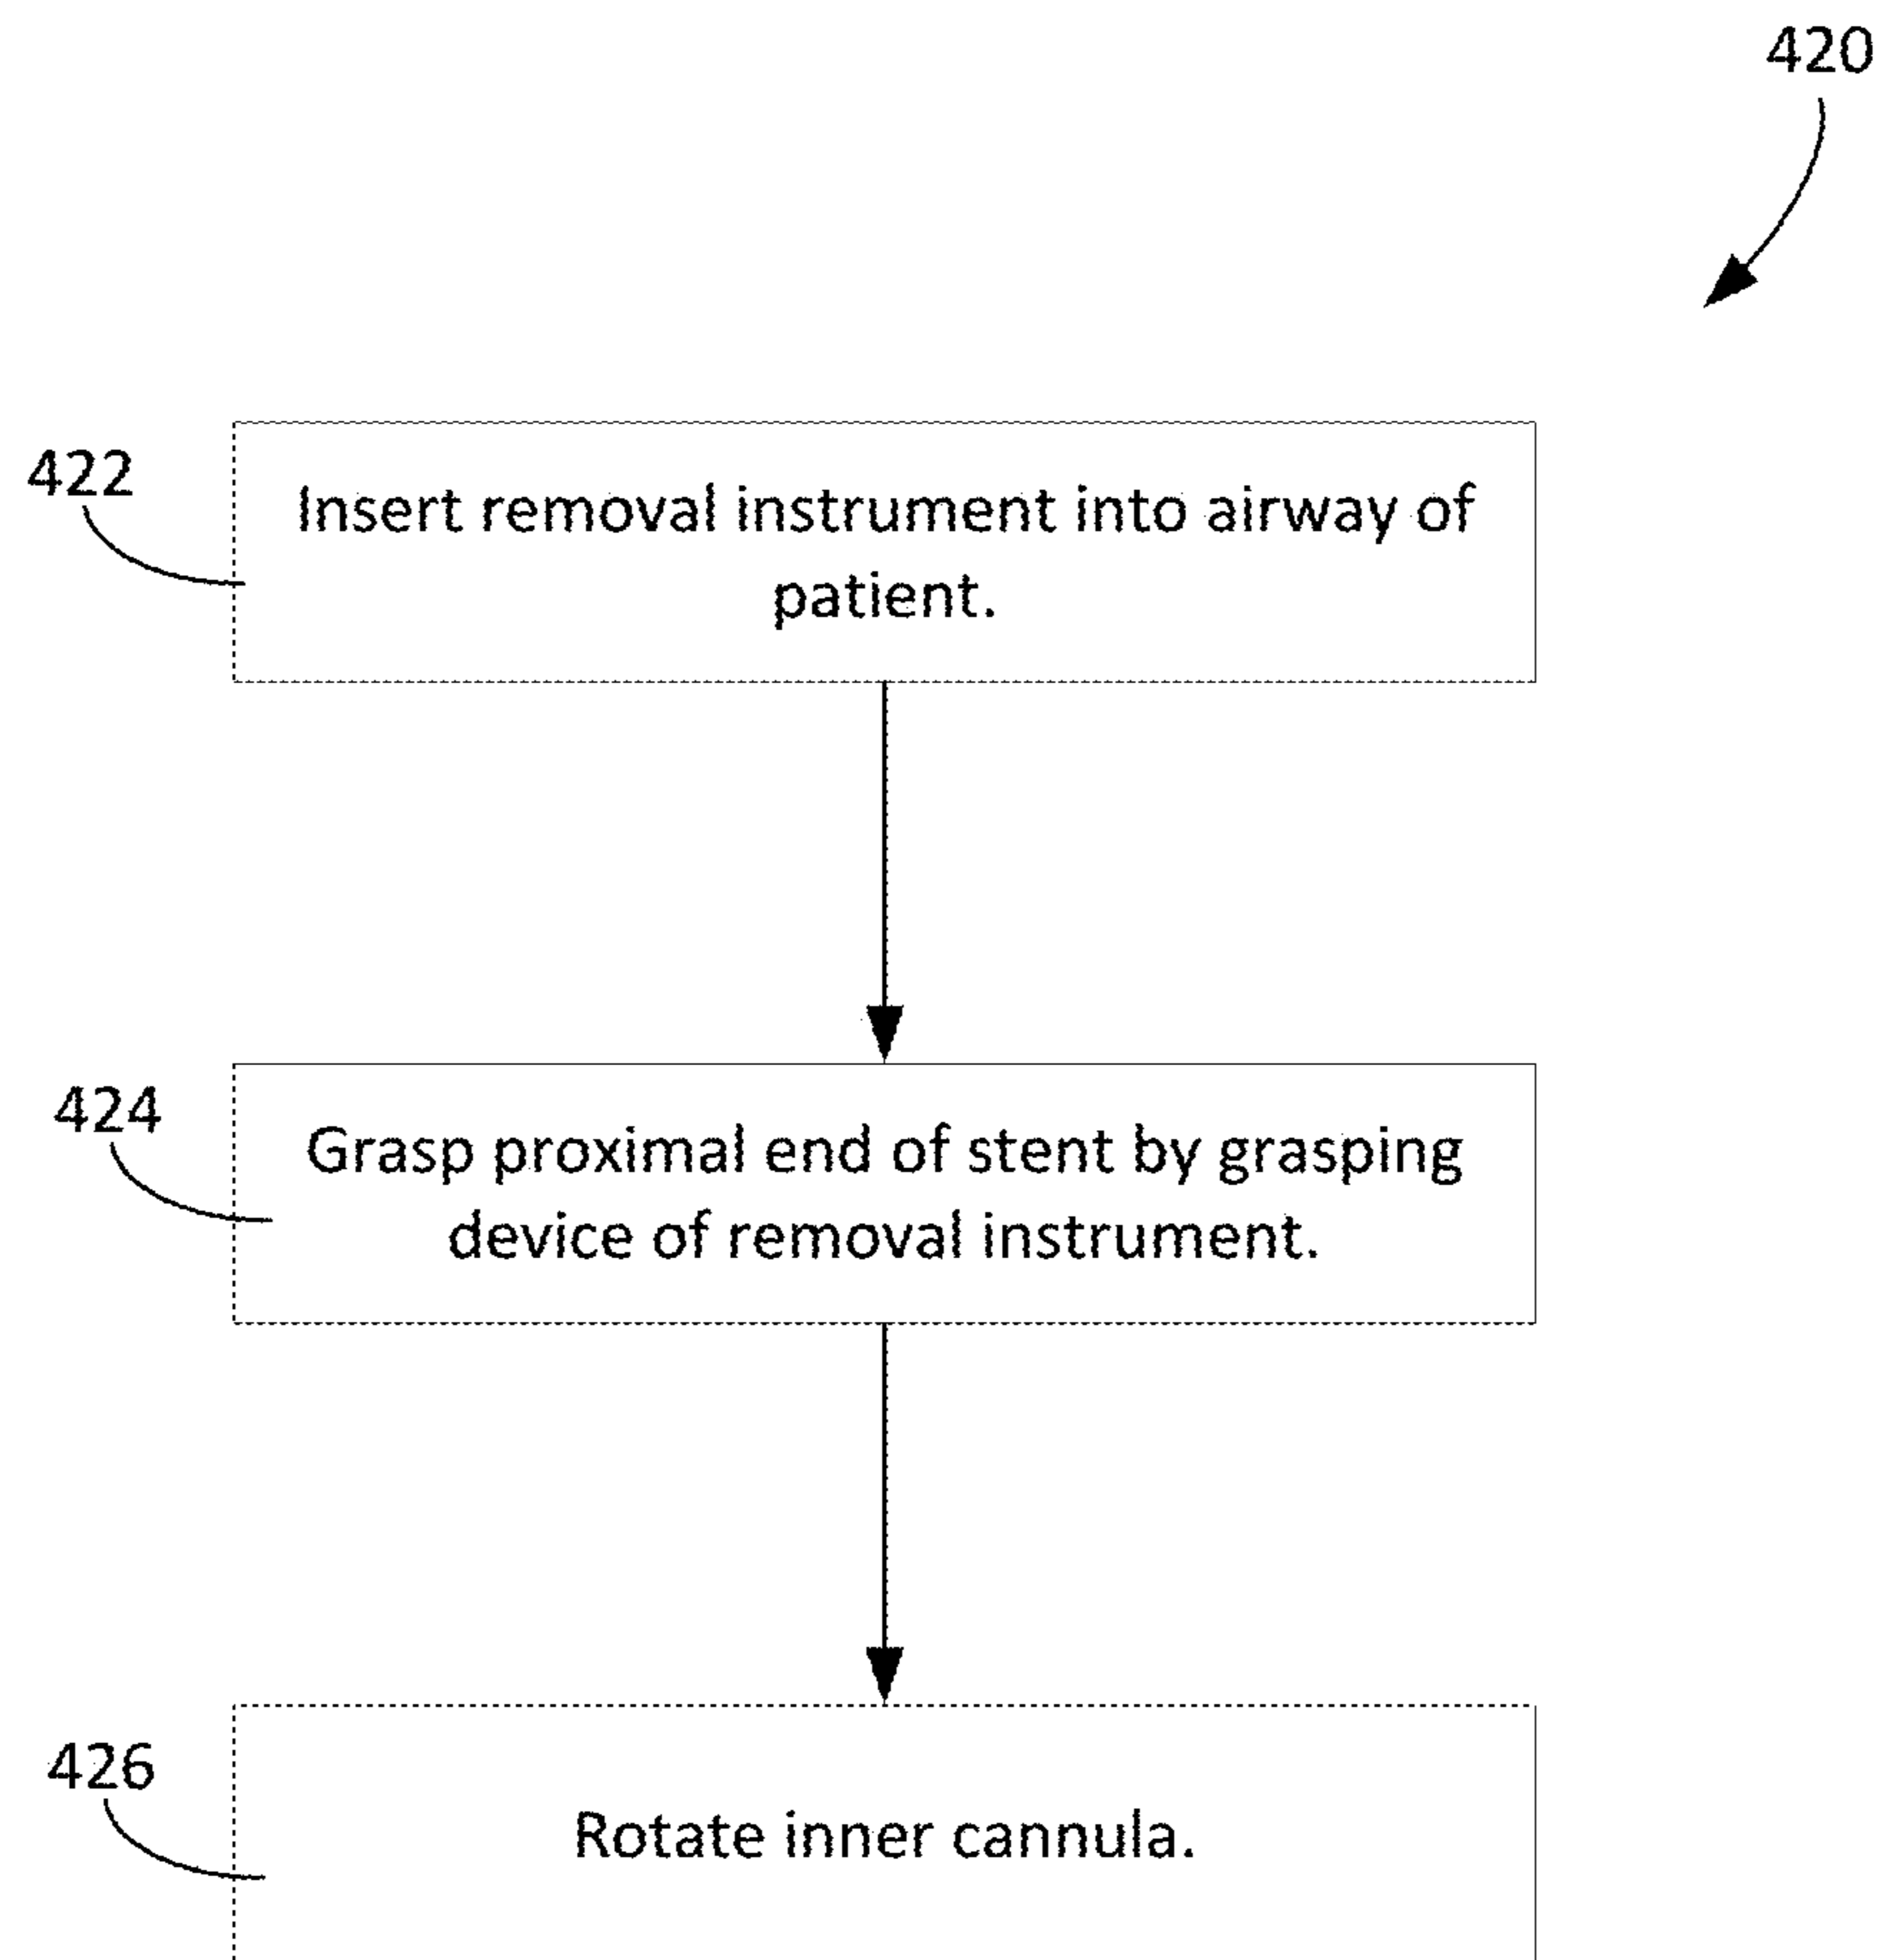 420
422
Insert removal instrument into airway of
patient.
424
Grasp proximal end of stent by grasping
device of removal instrument.
426
Rotate inner cannula.